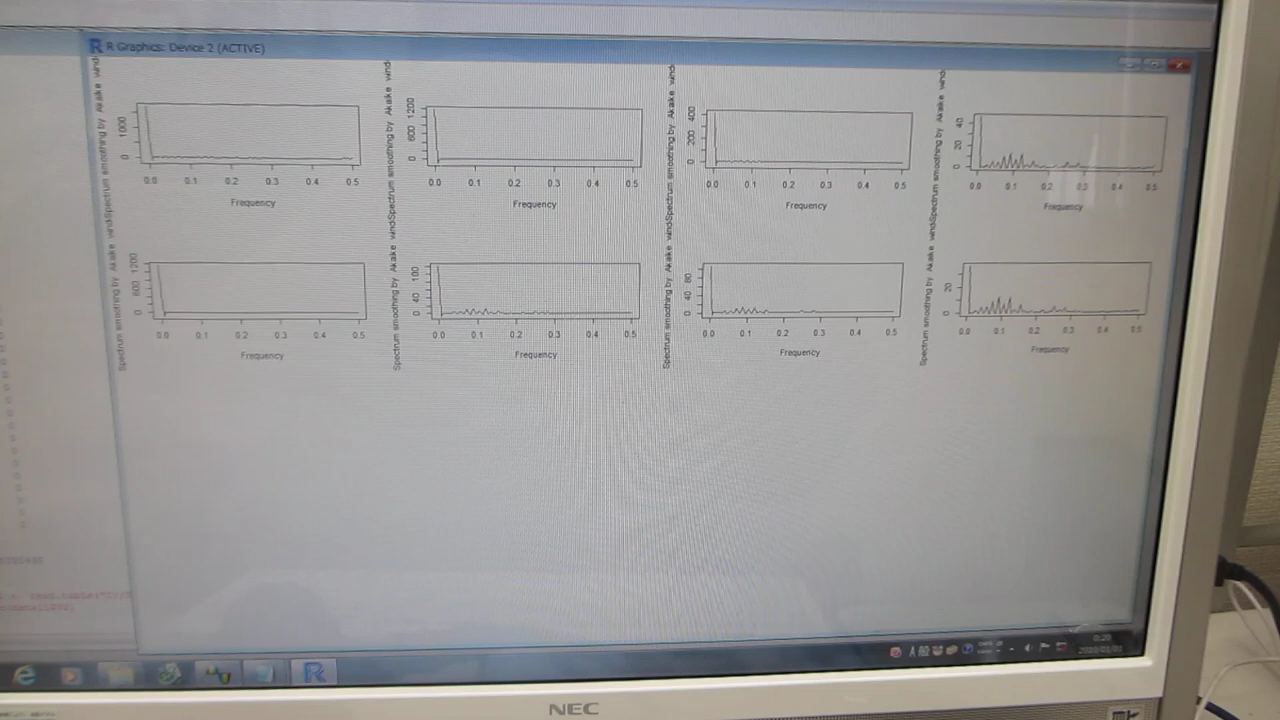 R Graphics: Device 2 (ACTIVE)
Spectrum smoothing by Akaike wind
0 1000
0.0 0.1 0.2 0.3 0.4 0.5
Frequency
Spectrum smoothing by Akaike wind
0 600 1200
0.0 0.1 0.2 0.3 0.4 0.5
Frequency
Spectrum smoothing by Akaike wind
0 200 400
0.0 0.1 0.2 0.3 0.4 0.5
Frequency
Spectrum smoothing by Akaike wind
0 20 40
0.0 0.1 0.2 0.3 0.4 0.5
Frequency
Spectrum smoothing by Akaike wind
0 600 1200
0.0 0.1 0.2 0.3 0.4 0.5
Frequency
Spectrum smoothing by Akaike wind
0 40 100
0.0 0.1 0.2 0.3 0.4 0.5
Frequency
Spectrum smoothing by Akaike wind
0 40 80
0.0 0.1 0.2 0.3 0.4 0.5
Frequency
Spectrum smoothing by Akaike wind
0 20
0.0 0.1 0.2 0.3 0.4 0.5
Frequency
0:20
NEC